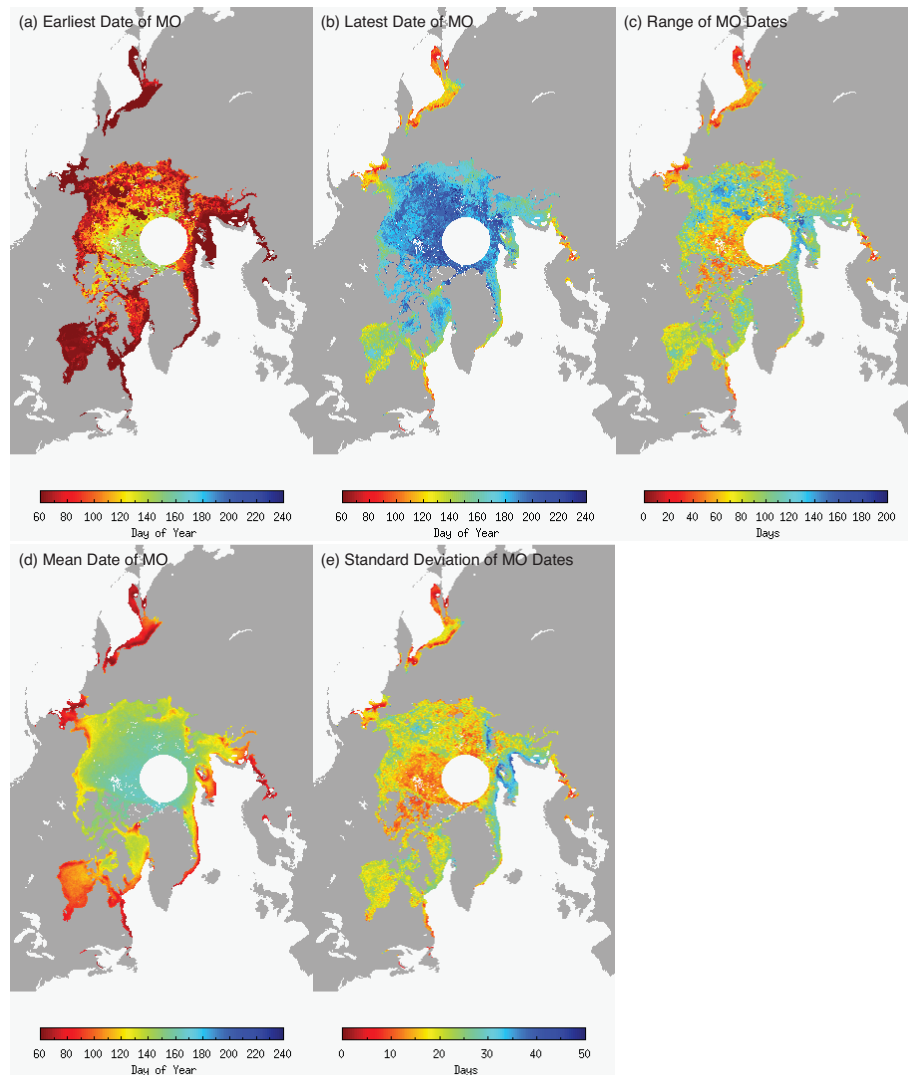 (a) Earliest Date of MO
(b) Latest Date of MO
(c) Range of MO Dates
60 80 100 120 140 160 180 200 220 240
Day of Year
60 80 100 120 140 160 180 200 220 240
Day of Year
0 20 40 60 80 100 120 140 160 180 200
Days
(d) Mean Date of MO
(e) Standard Deviation of MO Dates
60 80 100 120 140 160 180 200 220 240
Day of Year
0 10 20 30 40 50
Days